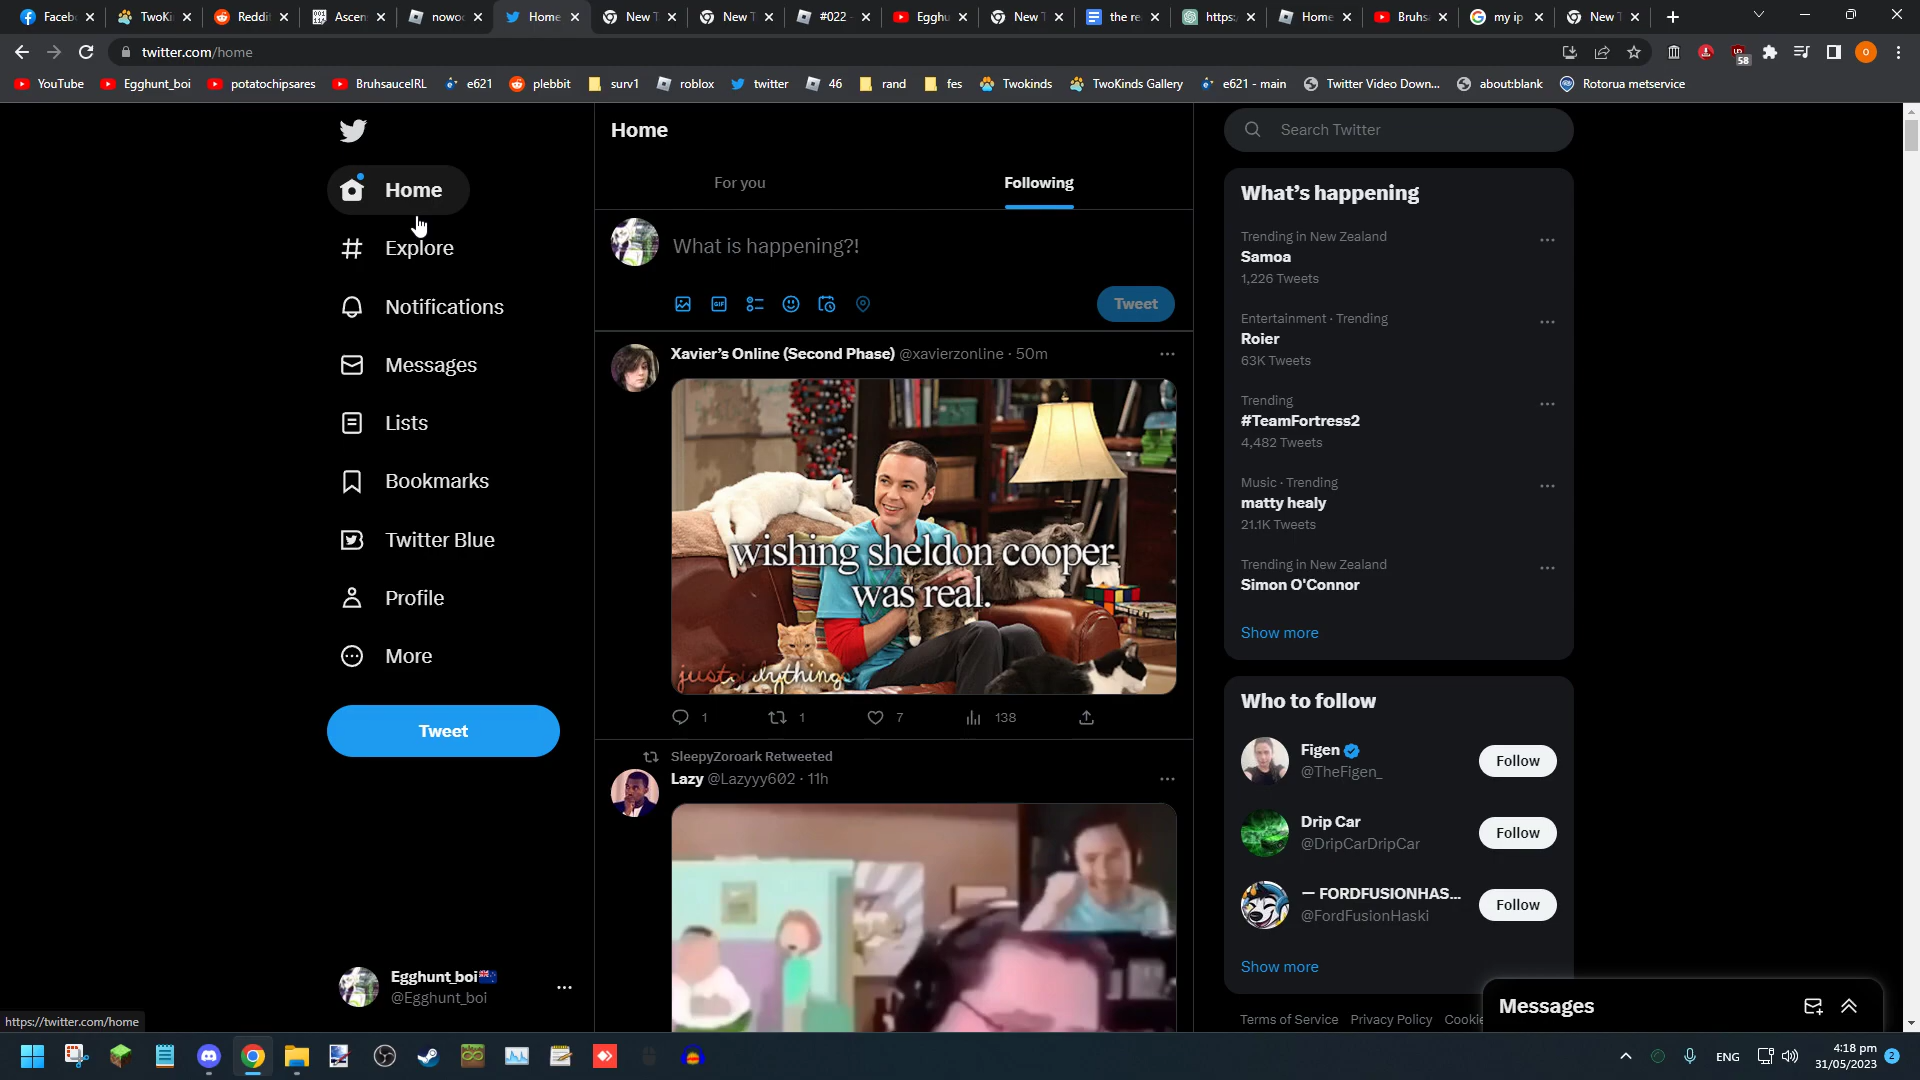 Faceb
TwoKi
Reddi
Ascen
nowo
Home
New T
New T
#022
Egghu
New T
the re
https:
Home
Bruhs
my ip
New T
twitter.com/home
58
o
YouTube
Egghunt_boi
potatochipsares
BruhsaucelRL
e621
plebbit
surv1
roblox
twitter
46
rand
fes
Twokinds
TwoKinds Gallery
e621 - main
Twitter Video Down...
about:blank
Rotorua metservice
Home
Explore
Notifications
Messages
Lists
Bookmarks
Twitter Blue
Profile
More
Tweet
Egghunt_boi🇳🇿
@Egghunt_boi
https://twitter.com/home
Home
For you
Following
What is happening?!
GIF
Tweet
Xavier's Online (Second Phase) @xavierzonline · 50m
wishing sheldon cooper
was real.
1
1
7
138
SleepyZoroark Retweeted
Lazy @Lazyyy602 · 11h
Search Twitter
What's happening
Trending in New Zealand
Samoa
1,226 Tweets
Entertainment · Trending
Roier
63K Tweets
Trending
#TeamFortress2
4,482 Tweets
Music · Trending
matty healy
21.1K Tweets
Trending in New Zealand
Simon O'Connor
Show more
Who to follow
Figen
@TheFigen_
Follow
Drip Car
@DripCarDripCar
Follow
— FORDFUSIONHAS...
@FordFusionHaski
Follow
Show more
Terms of Service Privacy Policy Cookie
Messages
ENG
4:18 pm
31/05/2023
2